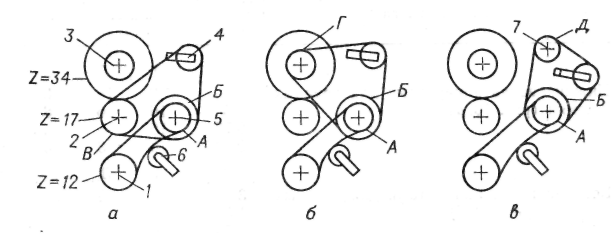 3 4 Г 7 Д
Z=34 Б Б Б
Z=17 5
2 А А А
В 6
Z=12 1
а б в